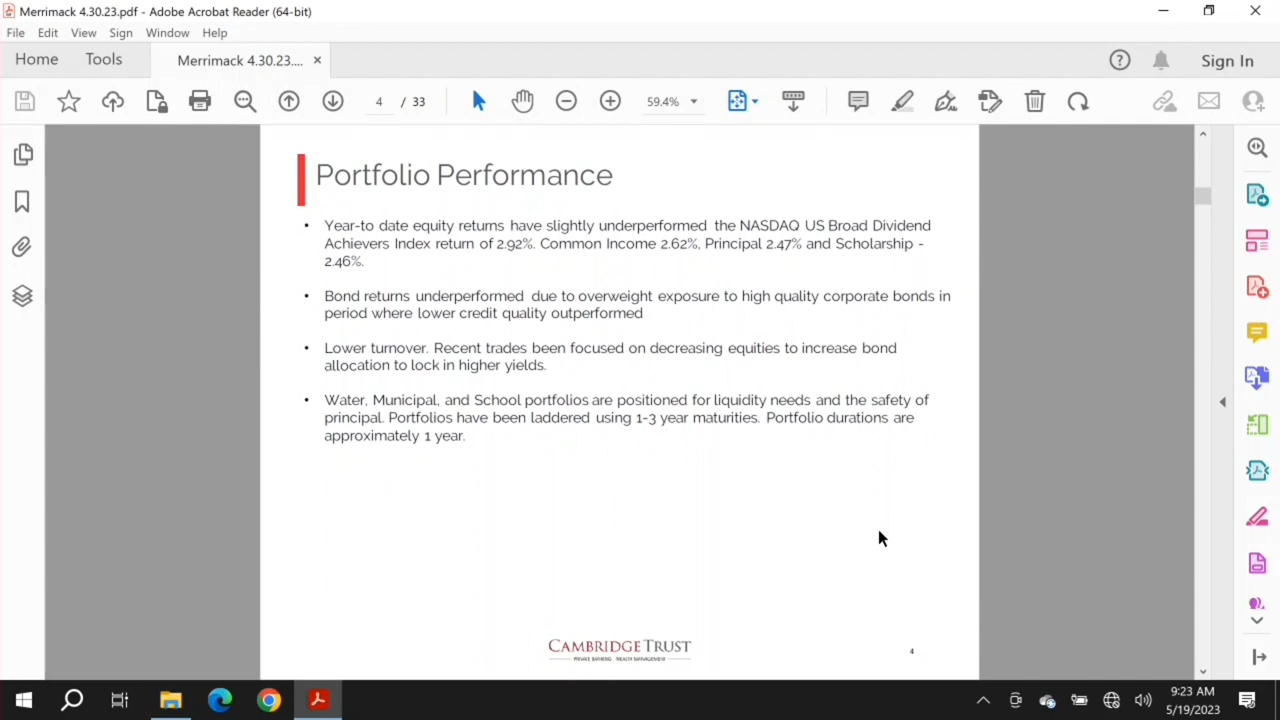 Merrimack 4.30.23.pdf - Adobe Acrobat Reader (64-bit)
File Edit View Sign Window Help
Home Tools Merrimack 4.30.23.... × Sign In
4 / 33 59.4%
Portfolio Performance
• Year-to date equity returns have slightly underperformed the NASDAQ US Broad Dividend
Achievers Index return of 2.92%. Common Income 2.62%, Principal 2.47% and Scholarship -
2.46%.
• Bond returns underperformed due to overweight exposure to high quality corporate bonds in
period where lower credit quality outperformed
• Lower turnover. Recent trades been focused on decreasing equities to increase bond
allocation to lock in higher yields.
• Water, Municipal, and School portfolios are positioned for liquidity needs and the safety of
principal. Portfolios have been laddered using 1-3 year maturities. Portfolio durations are
approximately 1 year.
CAMBRIDGE TRUST
PRIVATE BANKING WEALTH MANAGEMENT
4
9:23 AM
5/19/2023